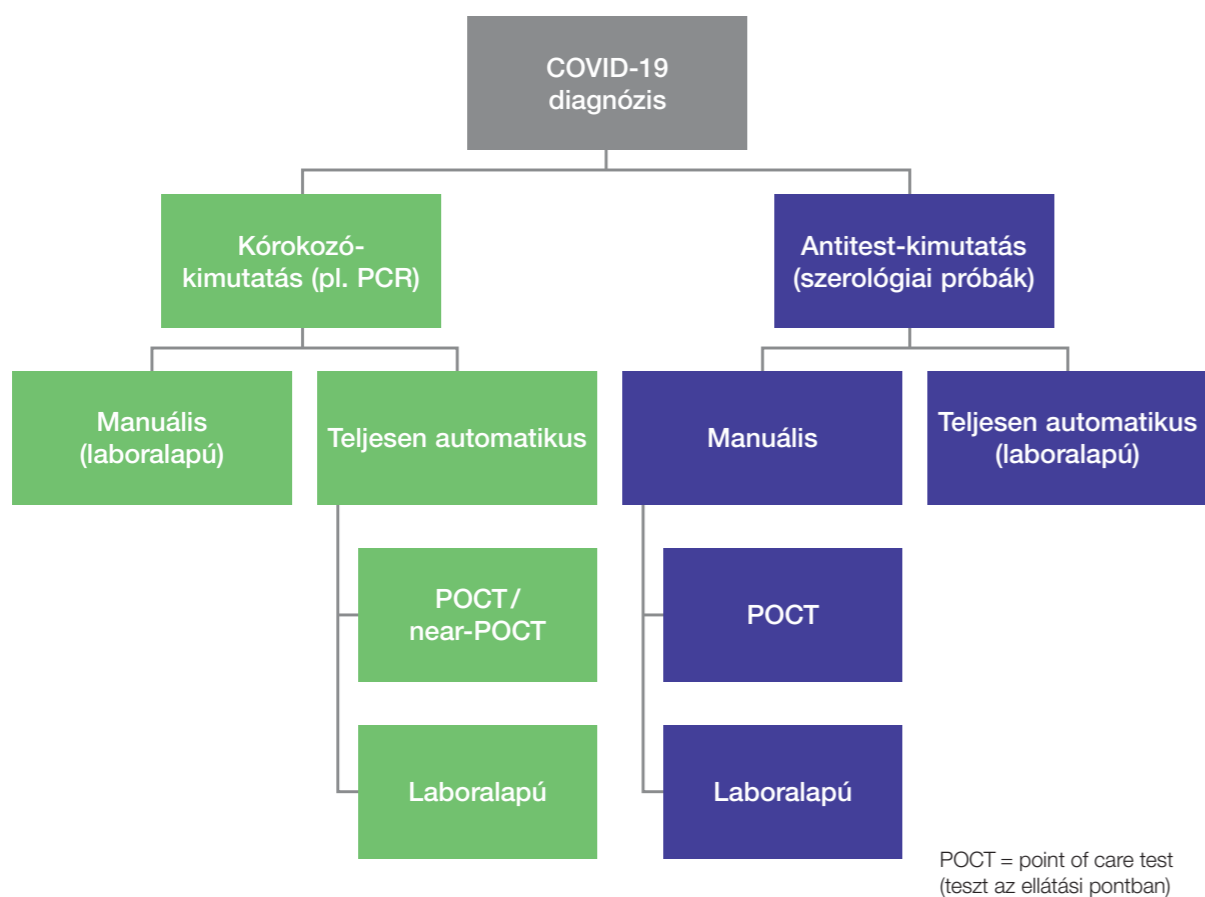 COVID-19
diagnózis
Kórokozó-
kimutatás (pl. PCR)
Antitest-kimutatás
(szerológiai próbák)
Manuális
(laboralapú)
Teljesen automatikus
Manuális
Teljesen automatikus
(laboralapú)
POCT/
near-POCT
POCT
Laboralapú
Laboralapú
POCT = point of care test
(teszt az ellátási pontban)